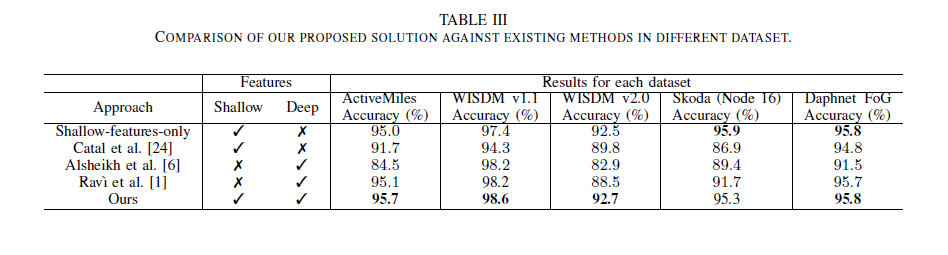 TABLE III
COMPARISON OF OUR PROPOSED SOLUTION AGAINST EXISTING METHODS IN DIFFERENT DATASET.
Features Results for each dataset
Approach Shallow Deep ActiveMiles Accuracy (%) WISDM v1.1 Accuracy (%) WISDM v2.0 Accuracy (%) Skoda (Node 16) Accuracy (%) Daphnet FoG Accuracy (%)
Shallow-features-only ✓ ✗ 95.0 97.4 92.5 95.9 95.8
Catal et al. [24] ✓ ✗ 91.7 94.3 89.8 86.9 94.8
Alsheikh et al. [6] ✗ ✓ 84.5 98.2 82.9 89.4 91.5
Ravì et al. [1] ✗ ✓ 95.1 98.2 88.5 91.7 95.7
Ours ✓ ✓ 95.7 98.6 92.7 95.3 95.8